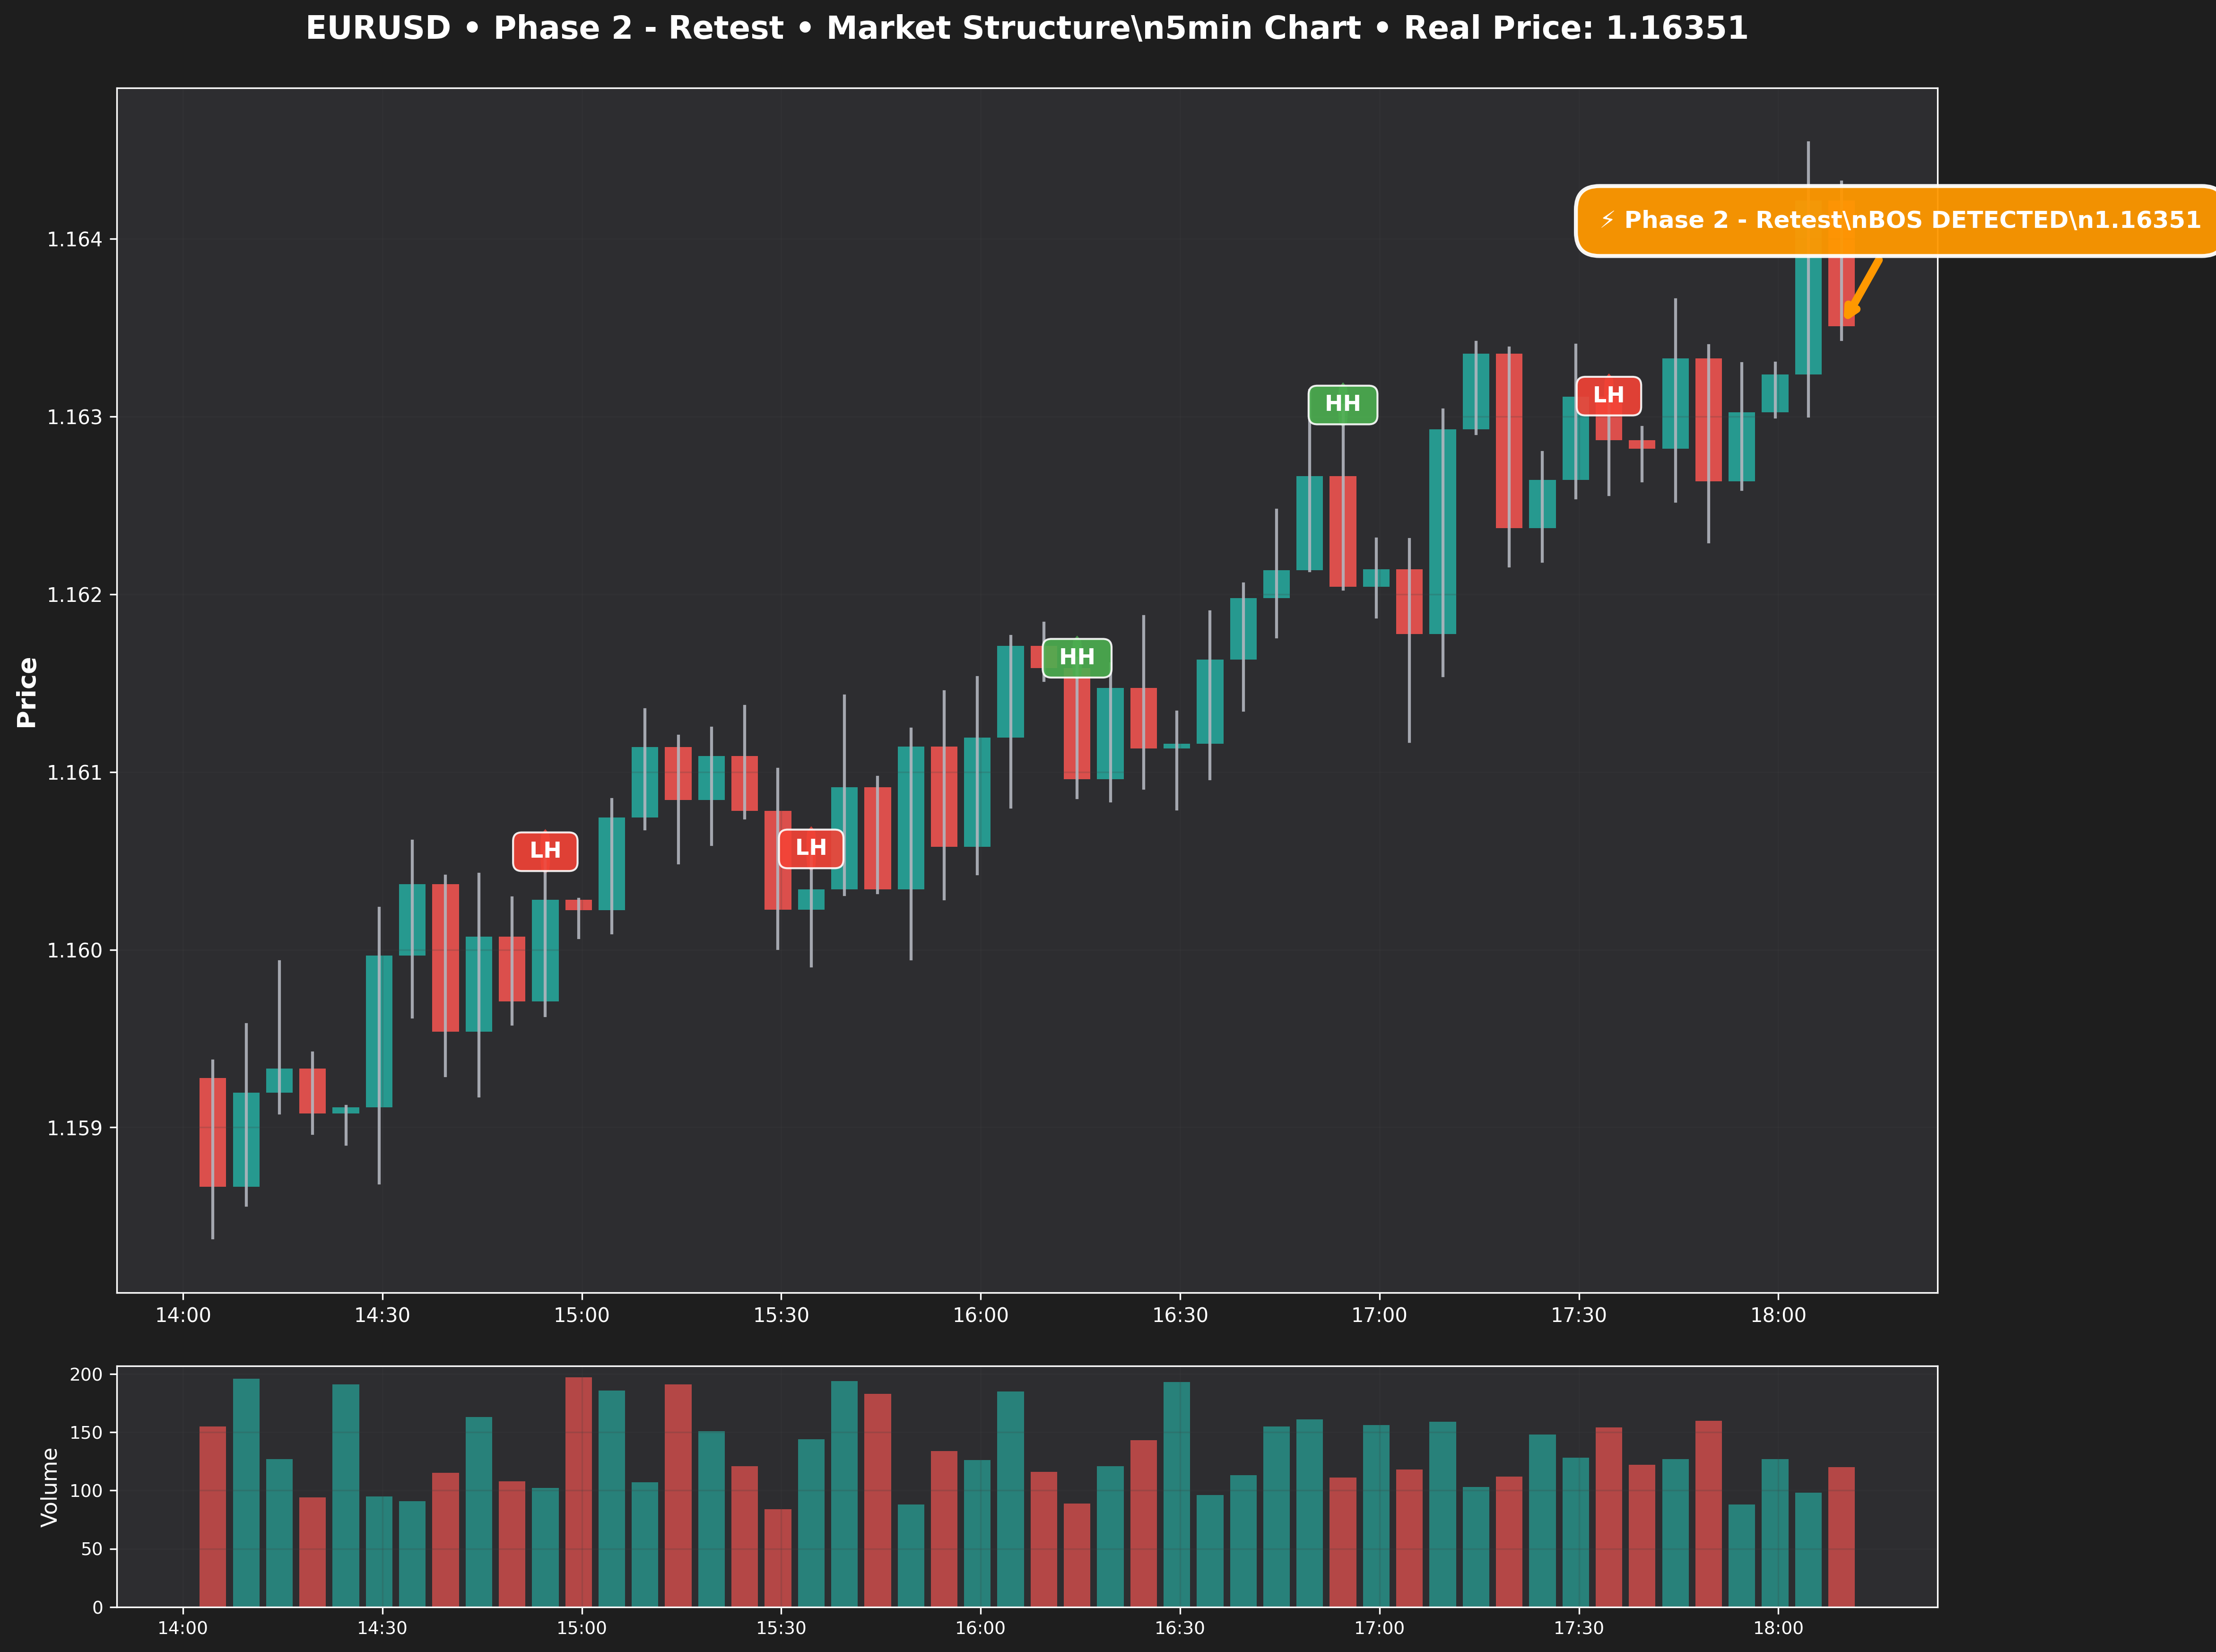 EURUSD • Phase 2 - Retest • Market Structure\n5min Chart • Real Price: 1.16351
⚡ Phase 2 - Retest\nBOS DETECTED\n1.16351
1.164
HH
LH
1.163
1.162
HH
Price
1.161
LH
LH
1.160
1.159
14:00 14:30 15:00 15:30 16:00 16:30 17:00 17:30 18:00
200
150
Volume
100
50
0
14:00 14:30 15:00 15:30 16:00 16:30 17:00 17:30 18:00